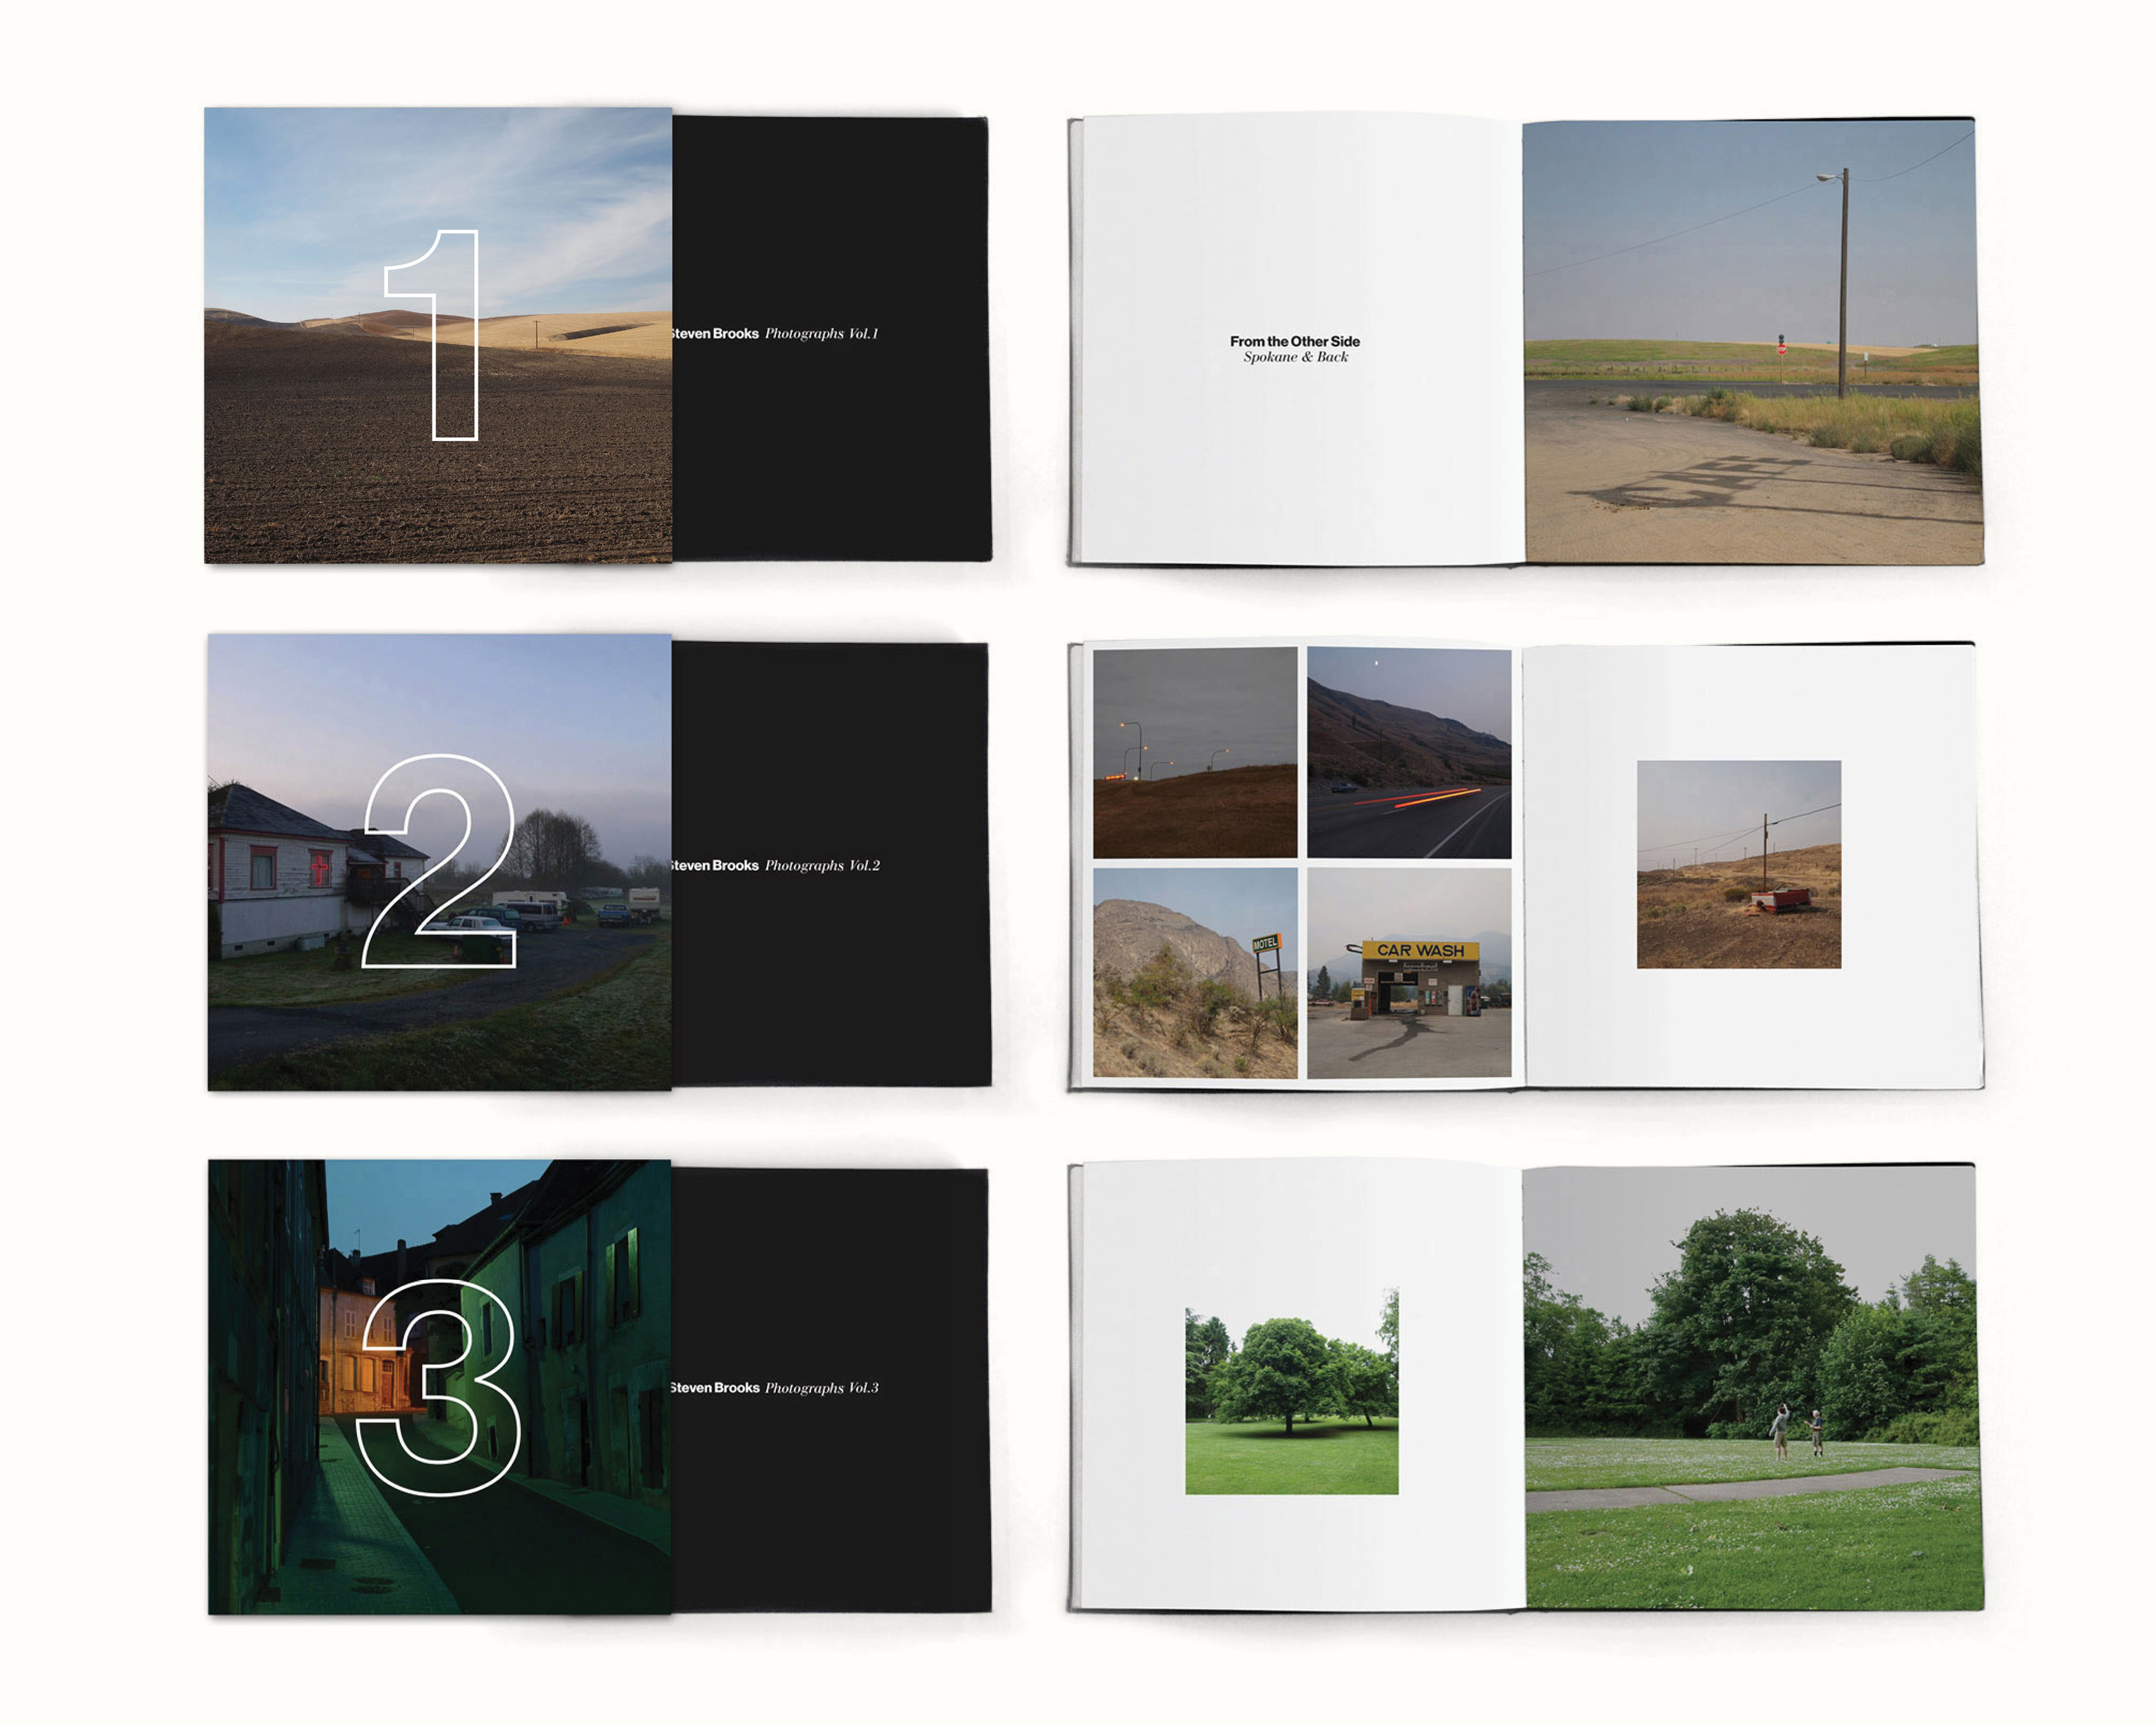 1
Steven Brooks Photographs Vol.1
From the Other Side
Spokane & Back
CAFE
2
Steven Brooks Photographs Vol.2
MOTEL
CAR WASH
3
Steven Brooks Photographs Vol.3